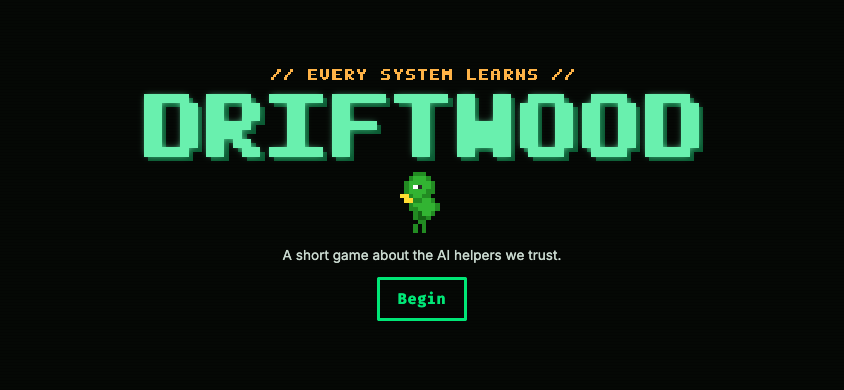 // EVERY SYSTEM LEARNS //
DRIFTWOOD
A short game about the AI helpers we trust.
Begin